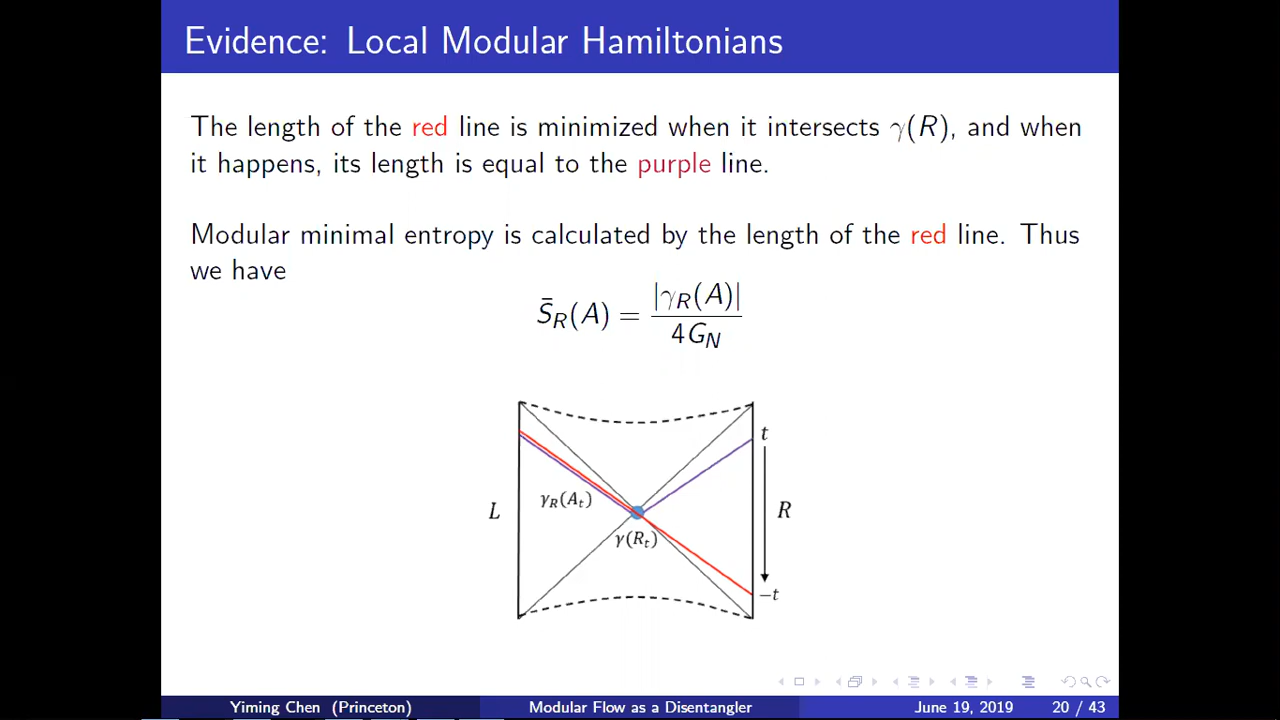 Evidence: Local Modular Hamiltonians
The length of the red line is minimized when it intersects γ(R), and when
it happens, its length is equal to the purple line.
Modular minimal entropy is calculated by the length of the red line. Thus
we have
S̄_R(A) = |γ_R(A)| / 4G_N
t
γ_R(A_t)
L
R
γ(R_t)
−t
Yiming Chen (Princeton) Modular Flow as a Disentangler June 19, 2019 20 / 43